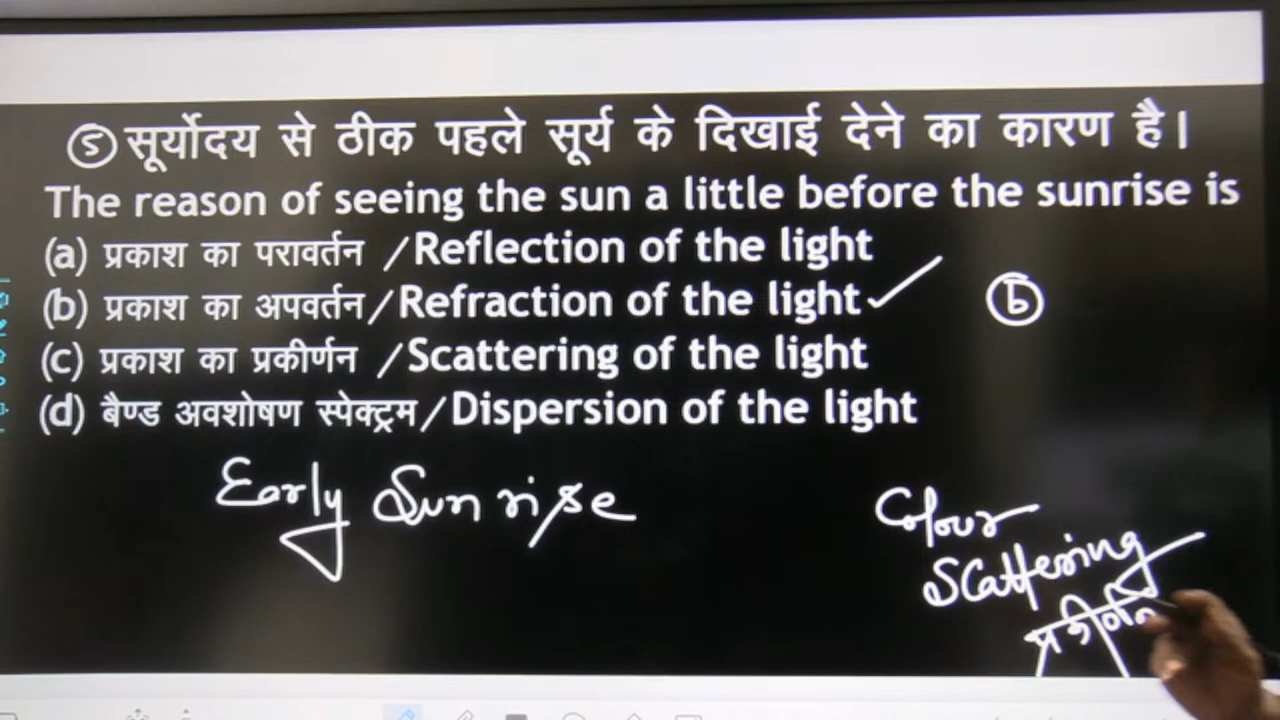 ⑤ सूर्योदय से ठीक पहले सूर्य के दिखाई देने का कारण है।
The reason of seeing the sun a little before the sunrise is
(a) प्रकाश का परावर्तन / Reflection of the light
(b) प्रकाश का अपवर्तन / Refraction of the light ✓ ⓑ
(c) प्रकाश का प्रकीर्णन / Scattering of the light
(d) बैण्ड अवशोषण स्पेक्ट्रम / Dispersion of the light
Early Sunrise
Colour
Scattering